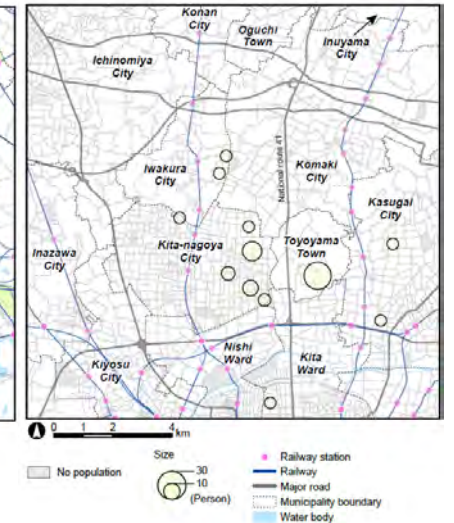 Konan
City
Oguchi
Town
Inuyama
City
Ichinomiya
City
National route 41
Iwakura
City
Komaki
City
Kasugai
City
Inazawa
City
Kita-nagoya
City
Toyoyama
Town
Nishi
Ward
Kiyosu
City
Kita
Ward
0 1 2 4 km
No population
Size
30
10
(Person)
Railway station
Railway
Major road
Municipality boundary
Water body